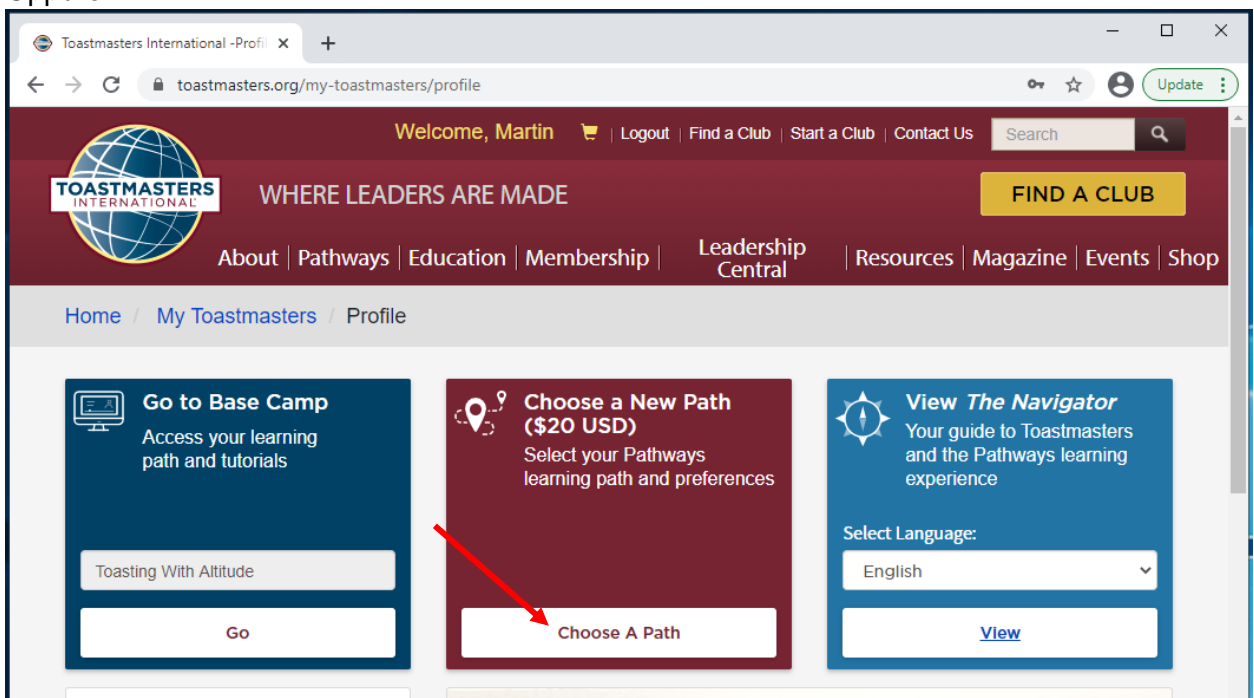 Toastmasters International -Profil
toastmasters.org/my-toastmasters/profile
Update
Welcome, Martin | Logout | Find a Club | Start a Club | Contact Us
Search
TOASTMASTERS
INTERNATIONAL
WHERE LEADERS ARE MADE
FIND A CLUB
About | Pathways | Education | Membership | Leadership Central | Resources | Magazine | Events | Shop
Home / My Toastmasters / Profile
Go to Base Camp
Access your learning
path and tutorials
Toasting With Altitude
Go
Choose a New Path
($20 USD)
Select your Pathways
learning path and preferences
Choose A Path
View The Navigator
Your guide to Toastmasters
and the Pathways learning
experience
Select Language:
English
View